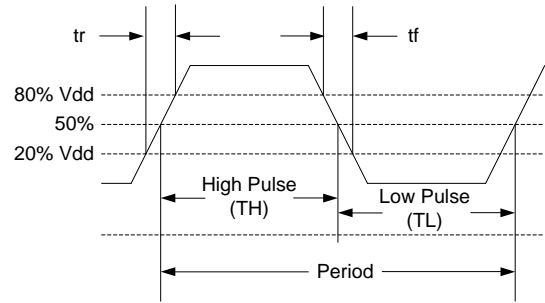 tr
tf
80% Vdd
50%
20% Vdd
High Pulse
(TH)
Low Pulse
(TL)
Period